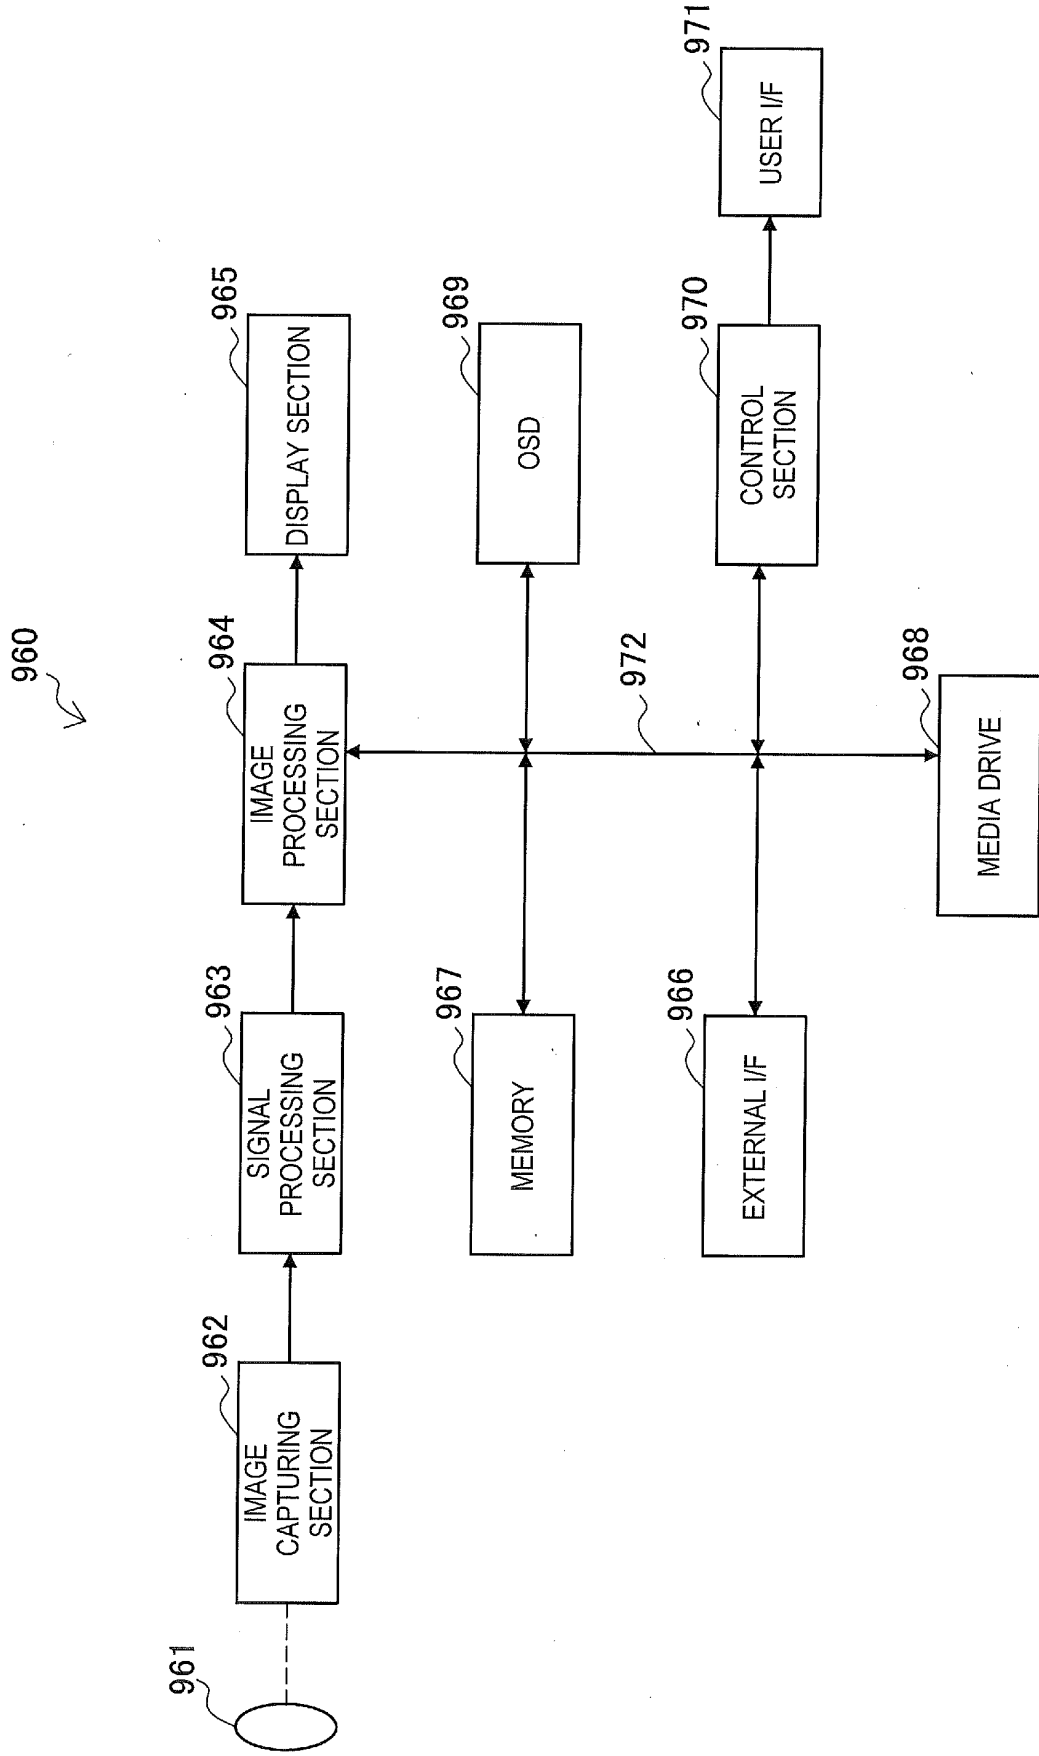 960
961
962
IMAGE
CAPTURING
SECTION
963
SIGNAL
PROCESSING
SECTION
964
IMAGE
PROCESSING
SECTION
965
DISPLAY SECTION
967
MEMORY
969
OSD
972
966
EXTERNAL I/F
970
CONTROL
SECTION
971
USER I/F
968
MEDIA DRIVE